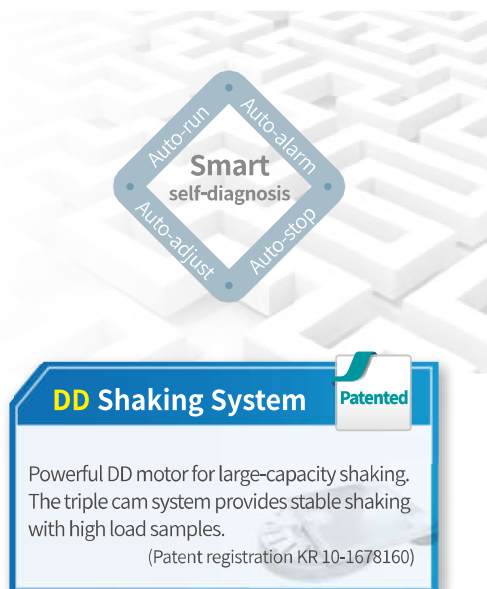 Auto-run
Auto-alarm
Smart
self-diagnosis
Auto-adjust
Auto-stop
DD Shaking System
Patented
Powerful DD motor for large-capacity shaking.
The triple cam system provides stable shaking
with high load samples.
(Patent registration KR 10-1678160)